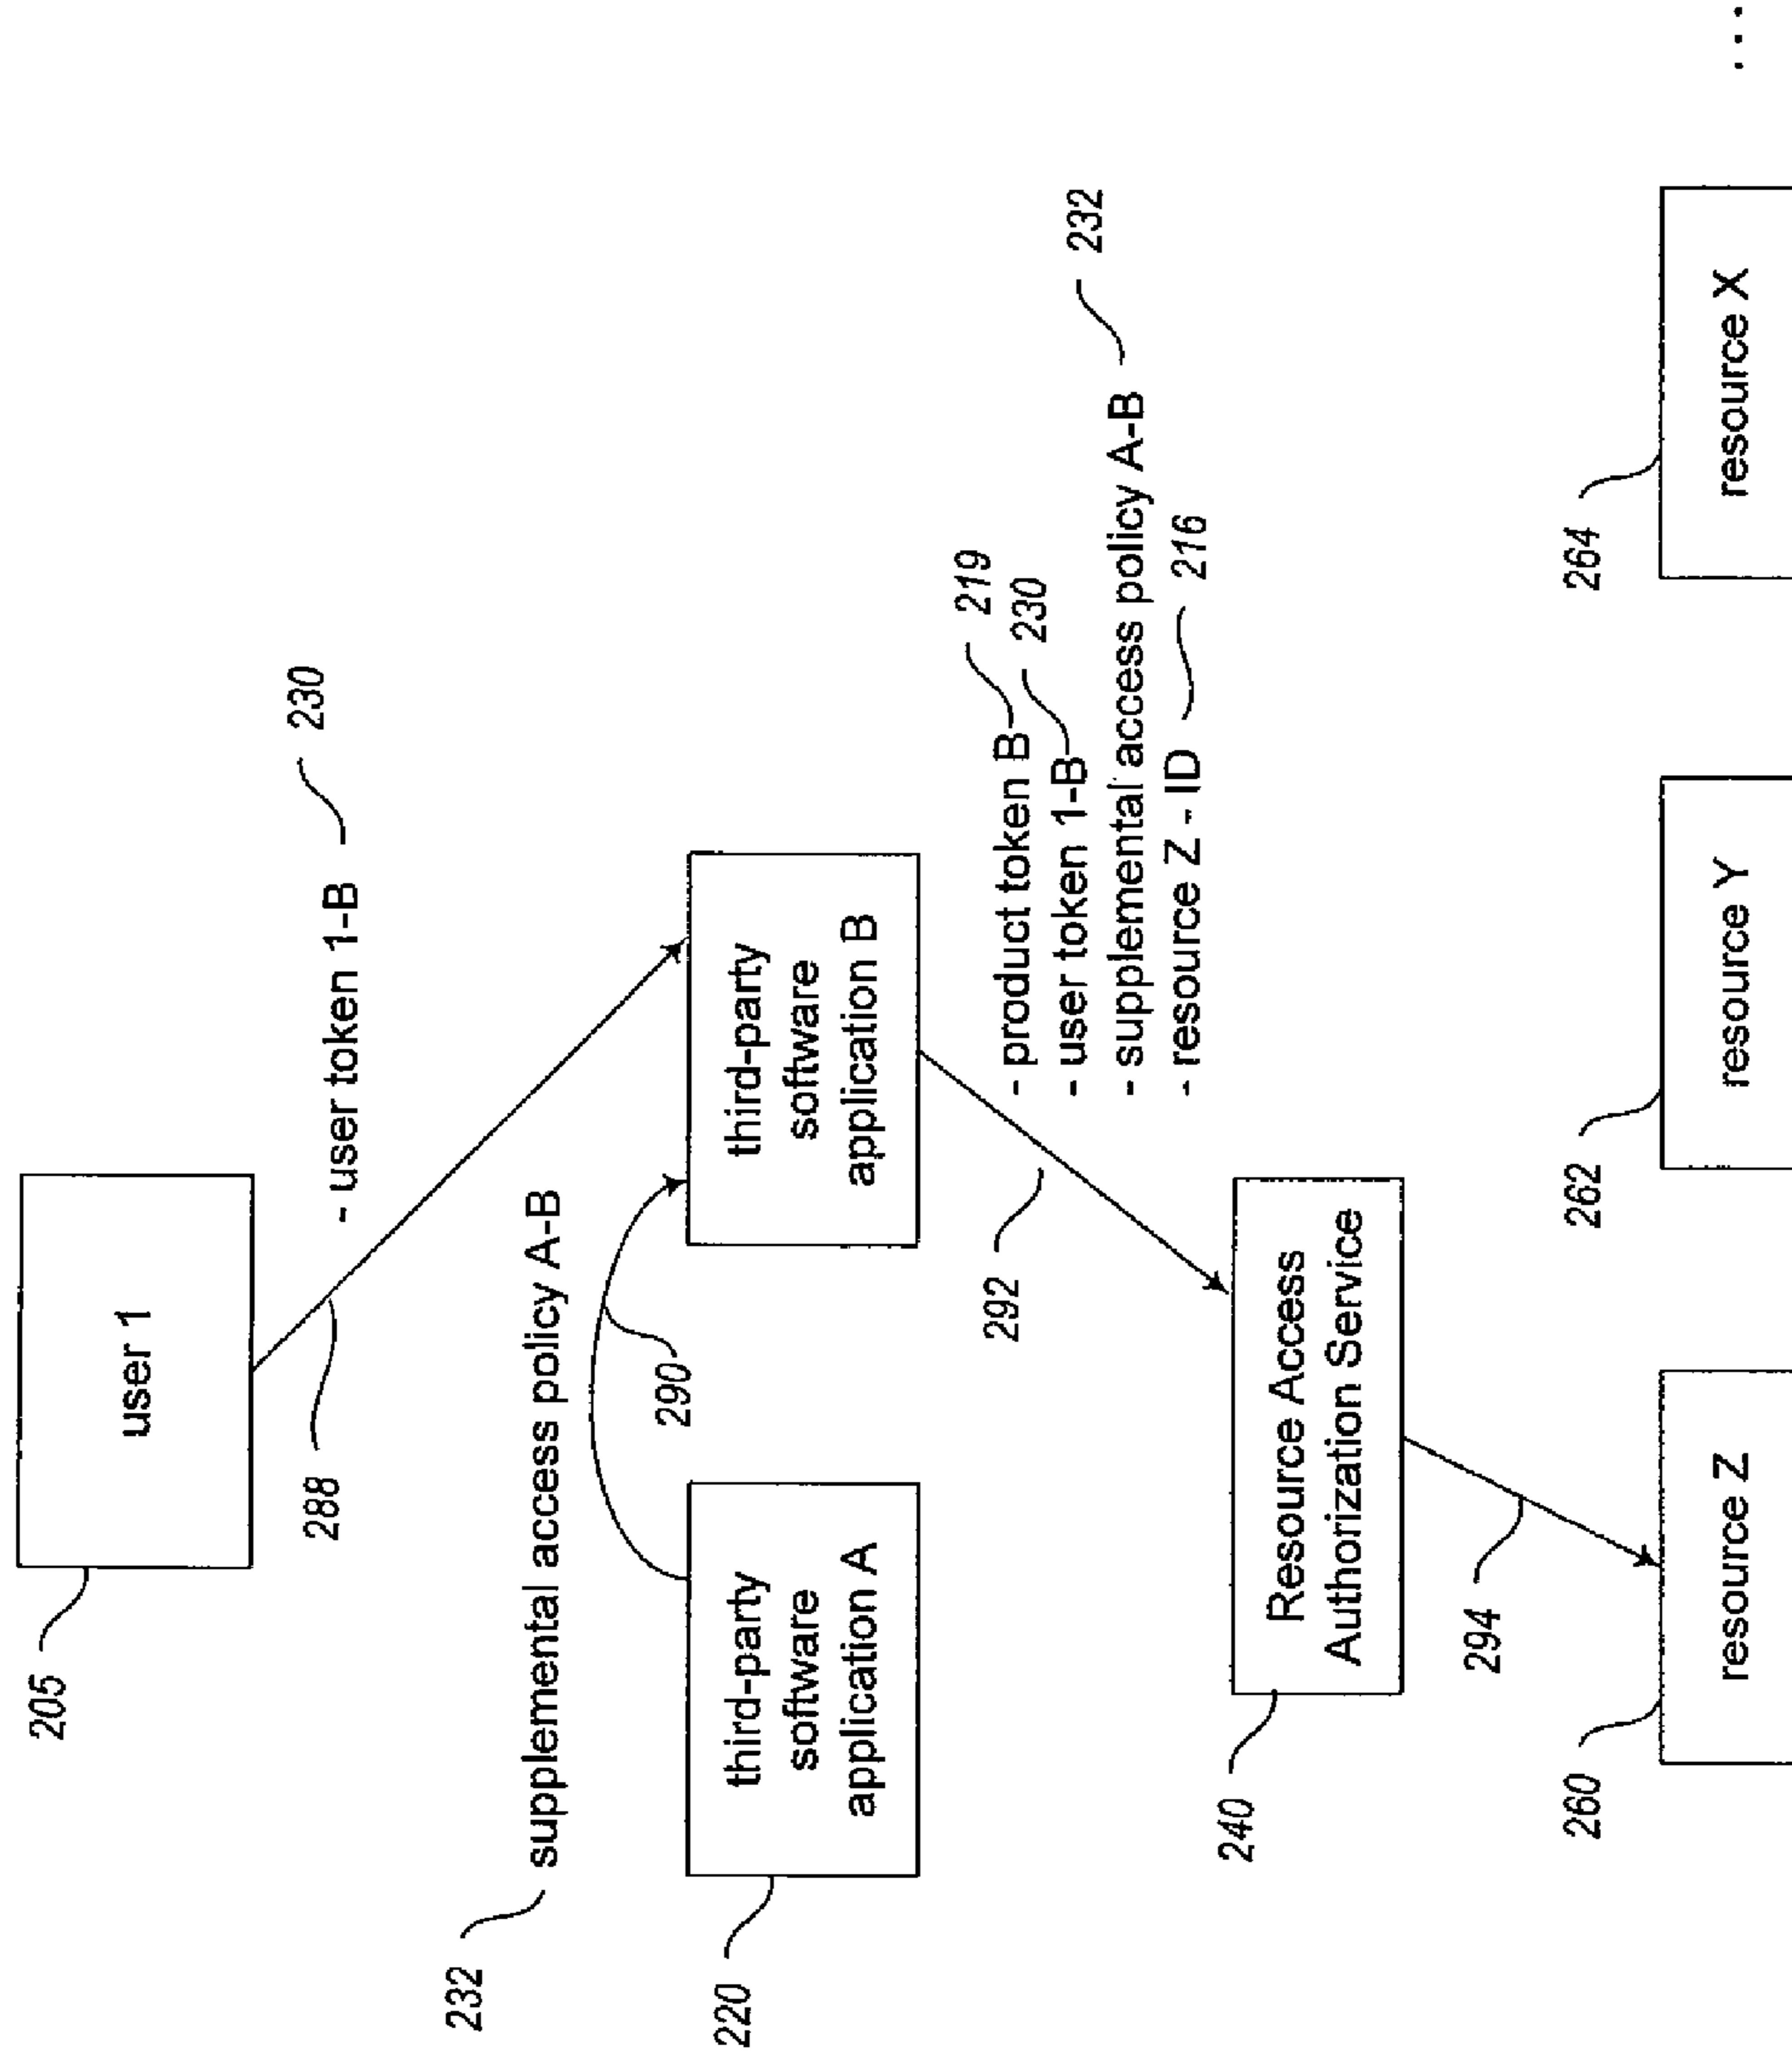 205
user 1
288
- user token 1-B
230
232
supplemental access policy A-B
290
220
third-party
software
application A
third-party
software
application B
292
- product token B
219
- user token 1-B
230
- supplemental access policy A-B
232
- resource Z - ID
216
240
Resource Access
Authorization Service
294
260
resource Z
262
resource Y
264
resource X
...